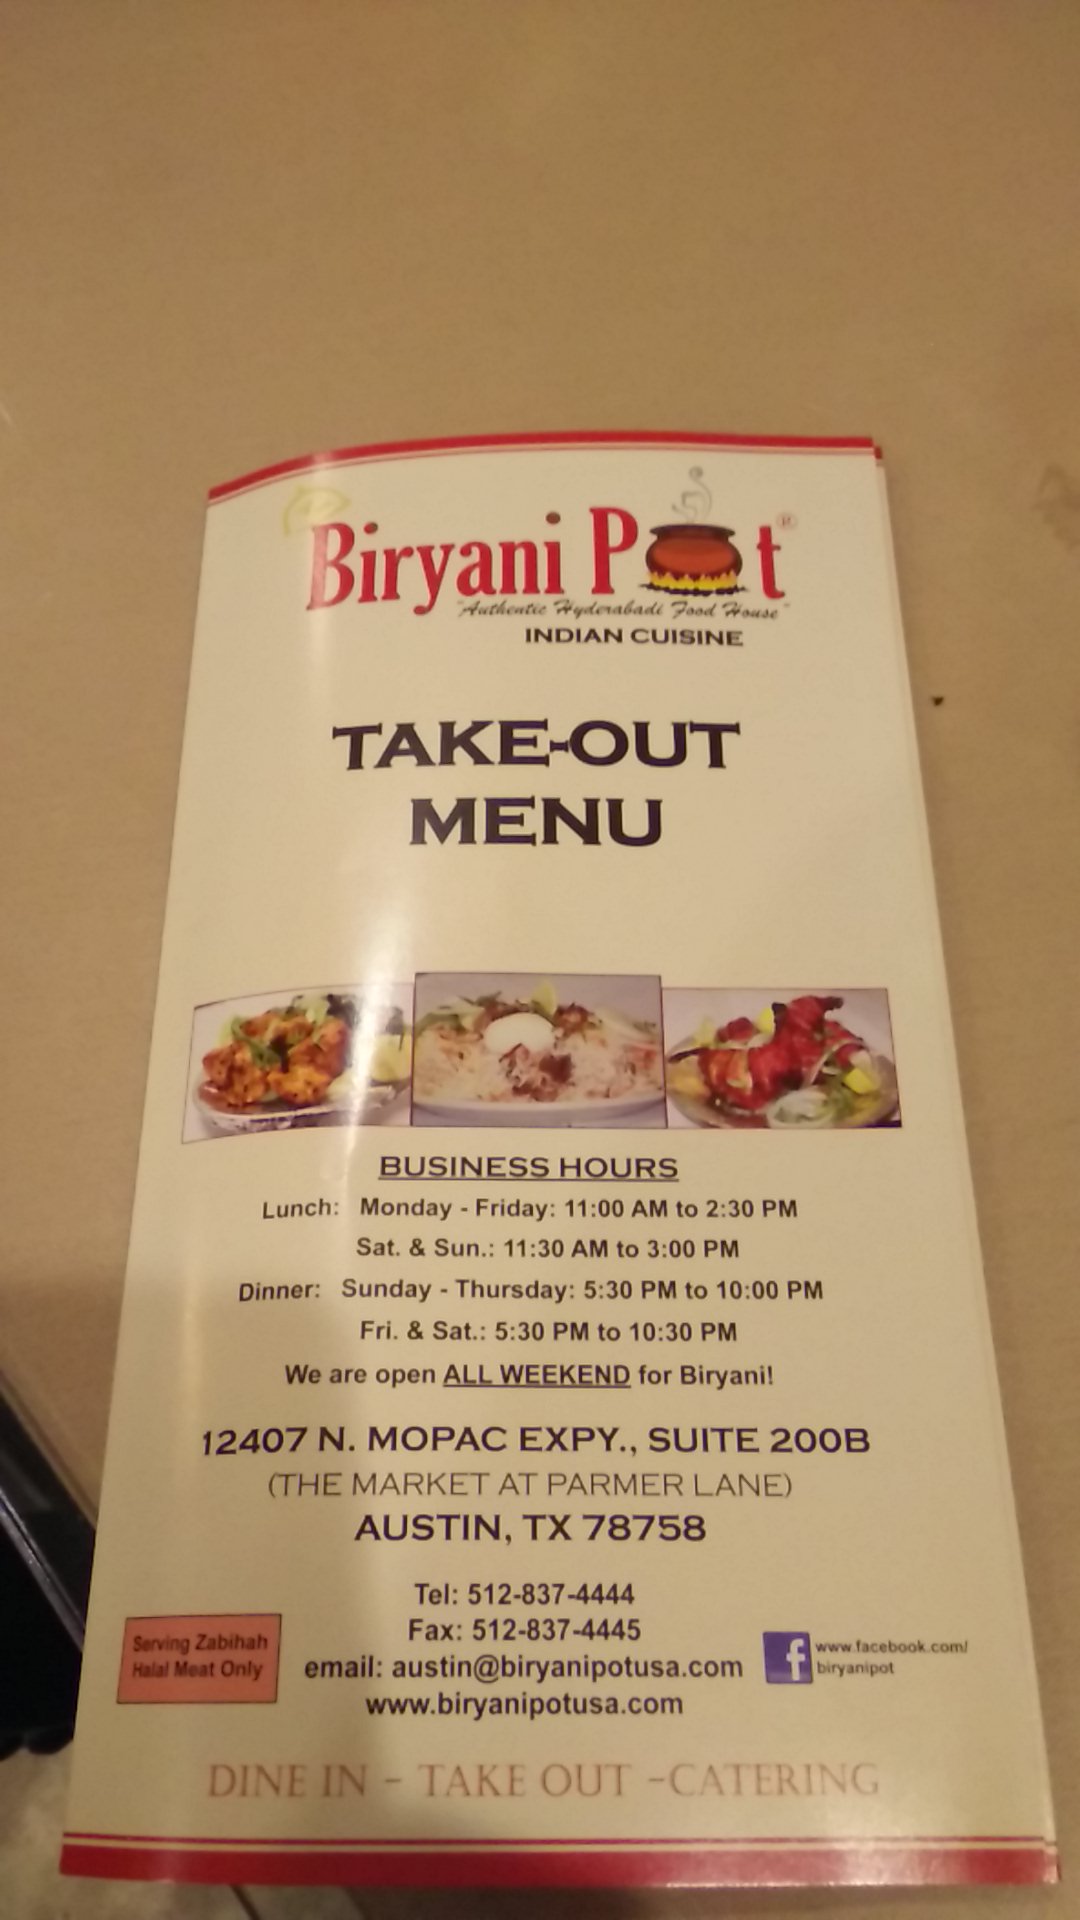 Biryani Pot®
"Authentic Hyderabadi Food House"
INDIAN CUISINE
TAKE-OUT
MENU
BUSINESS HOURS
Lunch: Monday - Friday: 11:00 AM to 2:30 PM
Sat. & Sun.: 11:30 AM to 3:00 PM
Dinner: Sunday - Thursday: 5:30 PM to 10:00 PM
Fri. & Sat.: 5:30 PM to 10:30 PM
We are open ALL WEEKEND for Biryani!
12407 N. MOPAC EXPY., SUITE 200B
(THE MARKET AT PARMER LANE)
AUSTIN, TX 78758
Tel: 512-837-4444
Fax: 512-837-4445
email: austin@biryanipotusa.com
www.biryanipotusa.com
Serving Zabihah
Halal Meat Only
f
www.facebook.com/
biryanipot
DINE IN - TAKE OUT -CATERING